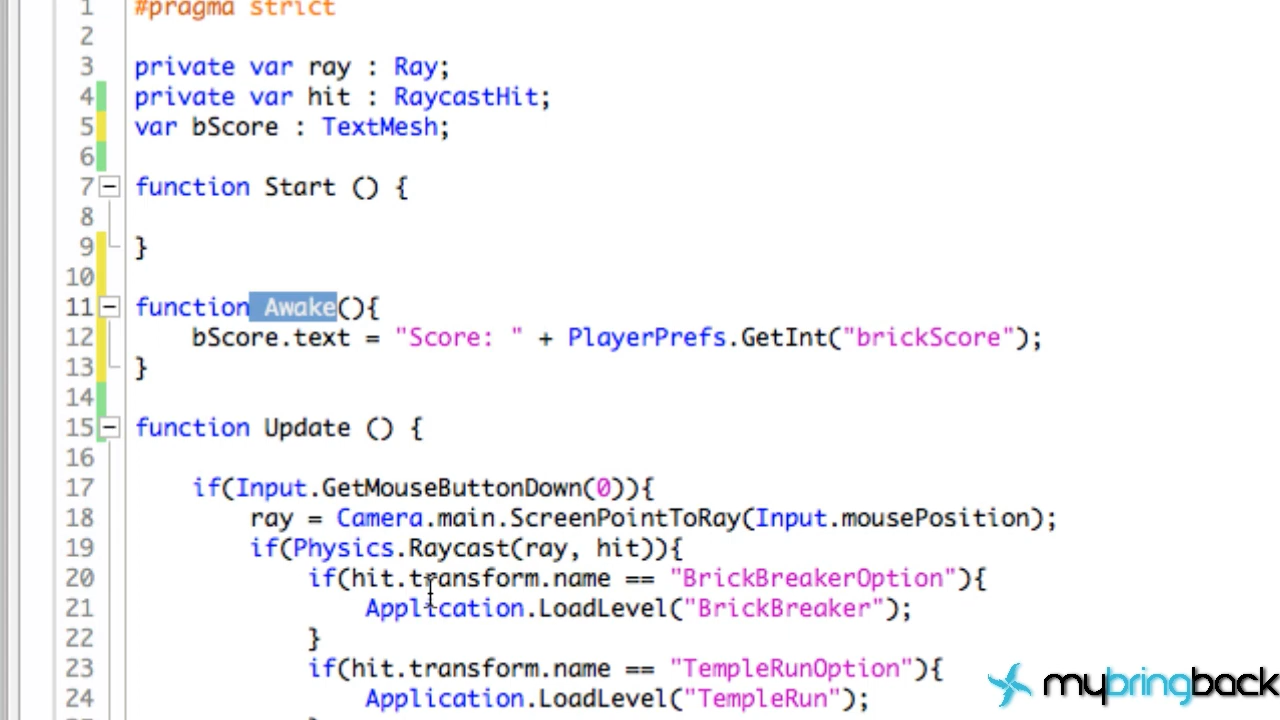 1 #pragma strict
2
3 private var ray : Ray;
4 private var hit : RaycastHit;
5 var bScore : TextMesh;
6
7 function Start () {
8
9 }
10
11 function Awake(){
12 bScore.text = "Score: " + PlayerPrefs.GetInt("brickScore");
13 }
14
15 function Update () {
16
17 if(Input.GetMouseButtonDown(0)){
18 ray = Camera.main.ScreenPointToRay(Input.mousePosition);
19 if(Physics.Raycast(ray, hit)){
20 if(hit.transform.name == "BrickBreakerOption"){
21 Application.LoadLevel("BrickBreaker");
22 }
23 if(hit.transform.name == "TempleRunOption"){
24 Application.LoadLevel("TempleRun");
mybringback